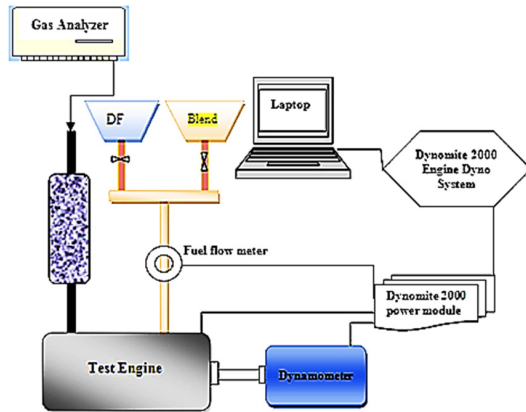 Gas Analyzer
DF
Blend
Laptop
Dynomite 2000
Engine Dyno
System
Fuel flow meter
Dynomite 2000
power module
Test Engine
Dynamometer